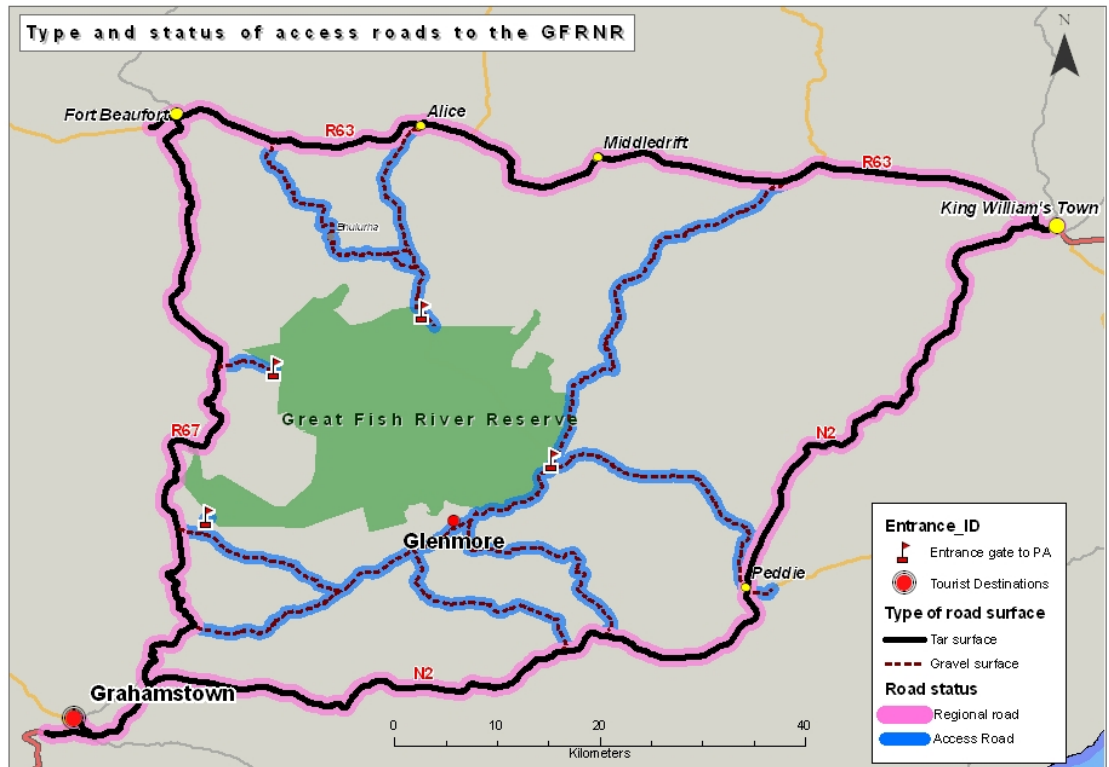 Type and status of access roads to the GFRNR
N
Fort Beaufort
Alice
R63
Middledrift
R63
King William's Town
Great Fish River Reserve
R67
N2
Glenmore
Peddie
N2
Grahamstown
0 20 40
Kilometers
Entrance_ID
Entrance gate to PA
Tourist Destinations
Type of road surface
Tar surface
Gravel surface
Road status
Regional road
Access Road